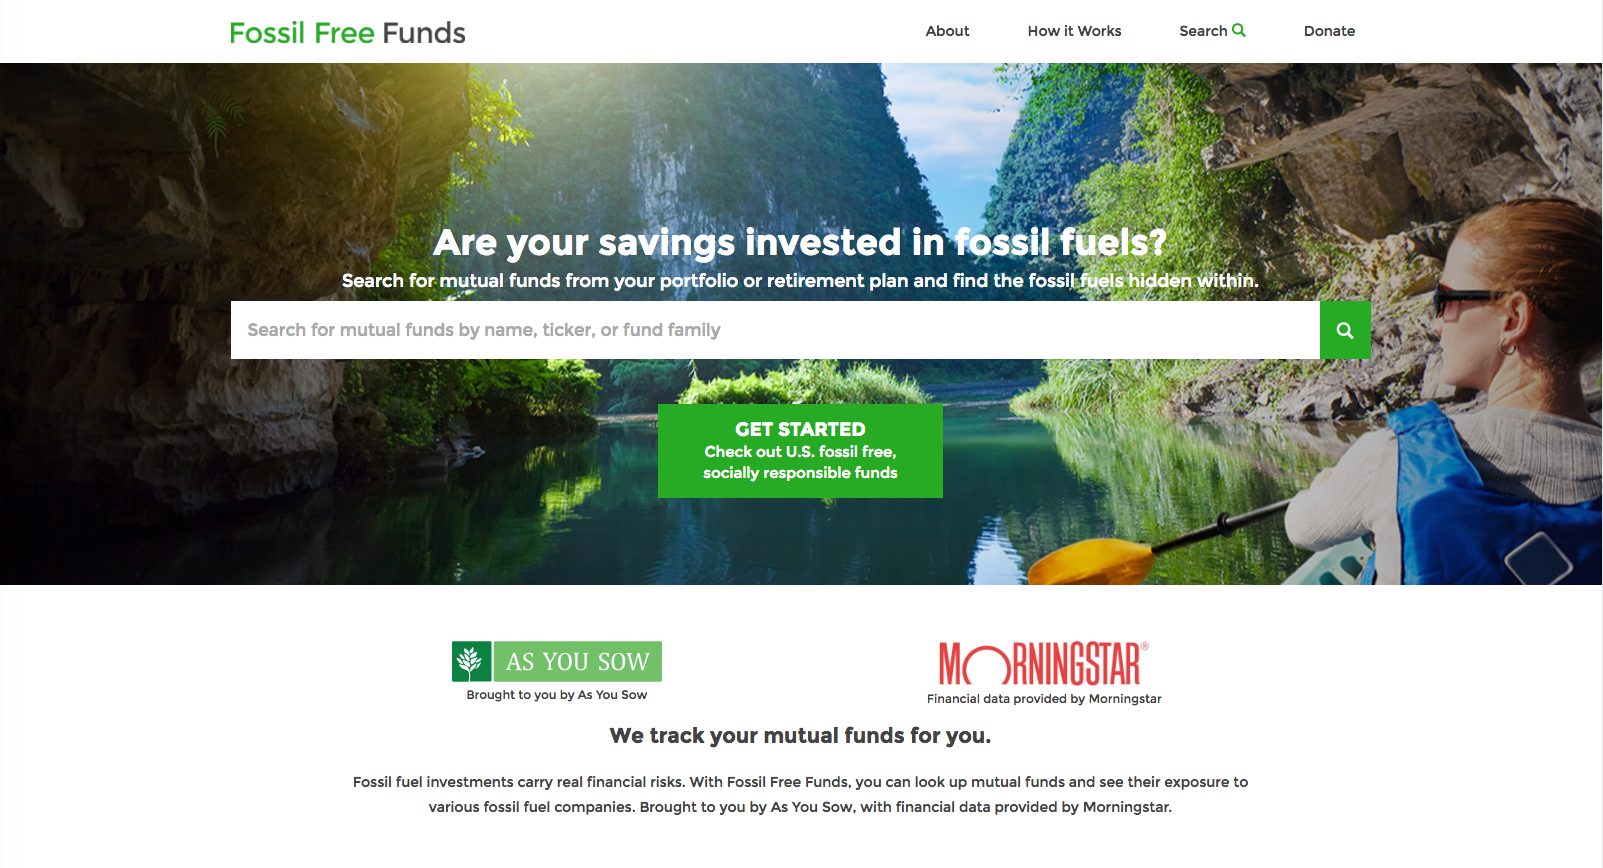 Fossil Free Funds
About
How it Works
Search
Donate
Are your savings invested in fossil fuels?
Search for mutual funds from your portfolio or retirement plan and find the fossil fuels hidden within.
Search for mutual funds by name, ticker, or fund family
GET STARTED
Check out U.S. fossil free,
socially responsible funds
AS YOU SOW
Brought to you by As You Sow
MORNINGSTAR®
Financial data provided by Morningstar
We track your mutual funds for you.
Fossil fuel investments carry real financial risks. With Fossil Free Funds, you can look up mutual funds and see their exposure to
various fossil fuel companies. Brought to you by As You Sow, with financial data provided by Morningstar.